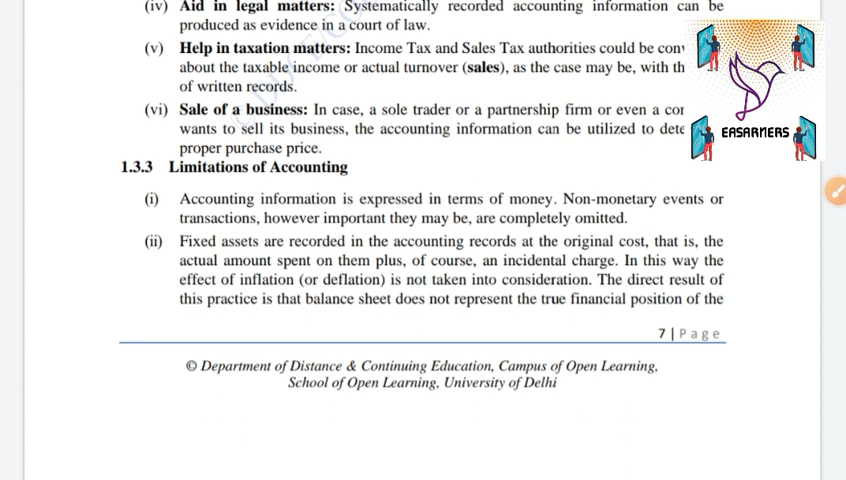 (iv) Aid in legal matters: Systematically recorded accounting information can be
produced as evidence in a court of law.
(v) Help in taxation matters: Income Tax and Sales Tax authorities could be
about the taxable income or actual turnover (sales), as the case may be, with
of written records.
(vi) Sale of a business: In case, a sole trader or a partnership firm or even a
wants to sell its business, the accounting information can be utilized to
proper purchase price.
EASARNERS
1.3.3 Limitations of Accounting
(i) Accounting information is expressed in terms of money. Non-monetary events or
transactions, however important they may be, are completely omitted.
(ii) Fixed assets are recorded in the accounting records at the original cost, that is, the
actual amount spent on them plus, of course, an incidental charge. In this way the
effect of inflation (or deflation) is not taken into consideration. The direct result of
this practice is that balance sheet does not represent the true financial position of the
7 | Page
© Department of Distance & Continuing Education, Campus of Open Learning,
School of Open Learning, University of Delhi